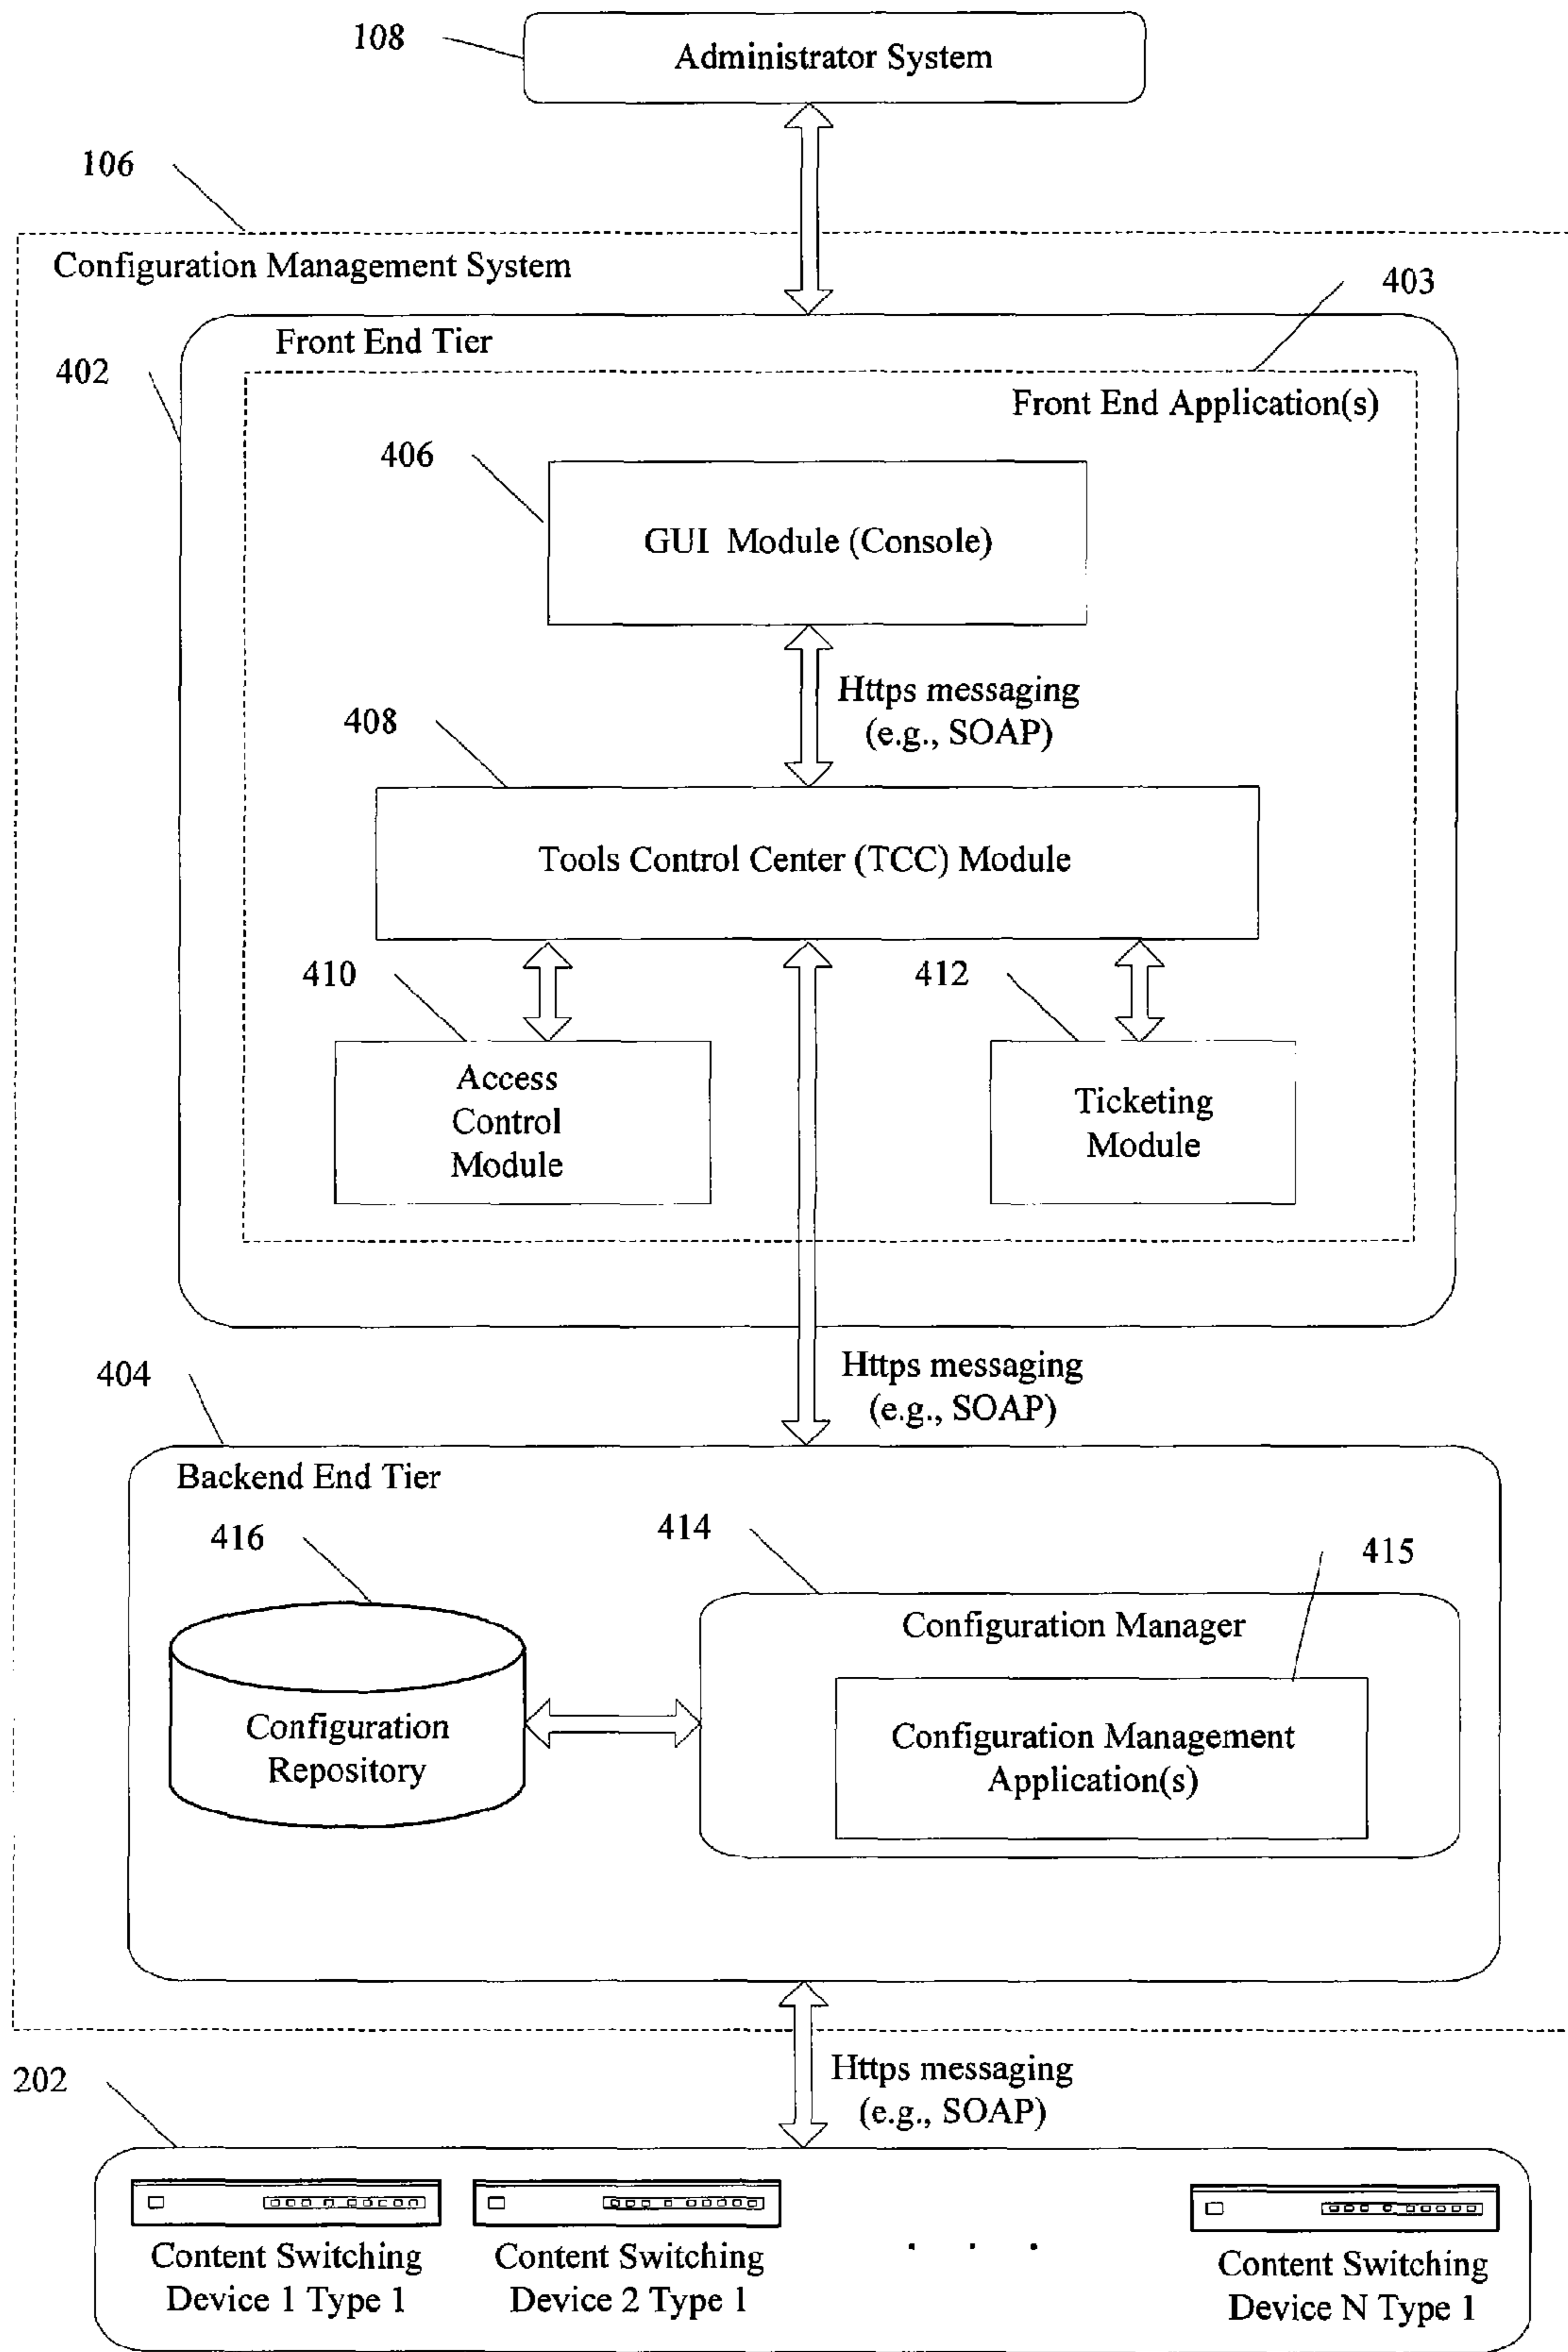 108
Administrator System
106
Configuration Management System
403
Front End Tier
402
Front End Application(s)
406
GUI Module (Console)
Https messaging
(e.g., SOAP)
408
Tools Control Center (TCC) Module
410
412
Access
Control
Module
Ticketing
Module
Https messaging
(e.g., SOAP)
404
Backend End Tier
416
414
415
Configuration Manager
Configuration
Repository
Configuration Management
Application(s)
Https messaging
(e.g., SOAP)
202
Content Switching
Device 1 Type 1
Content Switching
Device 2 Type 1
. . .
Content Switching
Device N Type 1